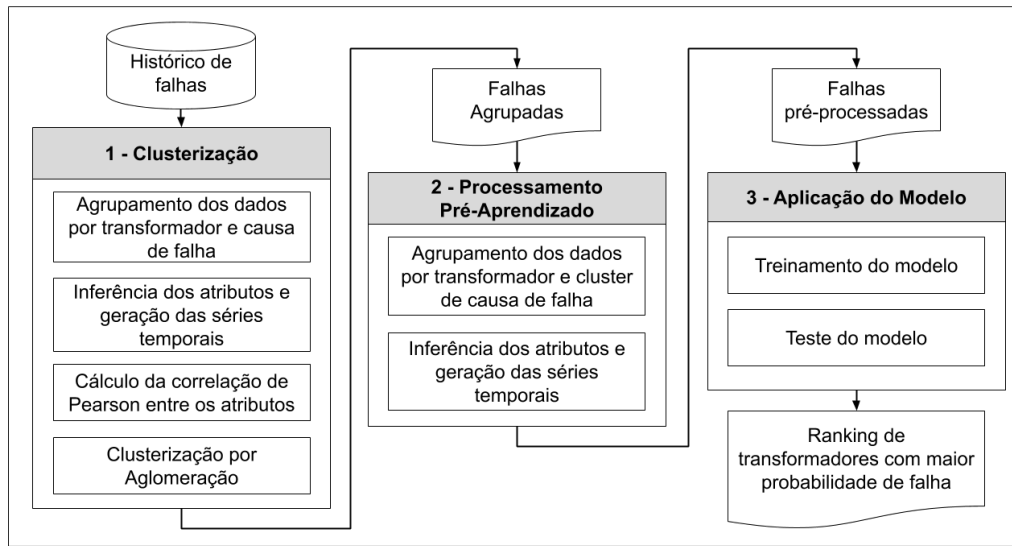 Histórico de
falhas
1 - Clusterização
Agrupamento dos dados
por transformador e causa
de falha
Inferência dos atributos e
geração das séries
temporais
Cálculo da correlação de
Pearson entre os atributos
Clusterização por
Aglomeração
Falhas
Agrupadas
2 - Processamento
Pré-Aprendizado
Agrupamento dos dados
por transformador e cluster
de causa de falha
Inferência dos atributos e
geração das séries
temporais
Falhas
pré-processadas
3 - Aplicação do Modelo
Treinamento do modelo
Teste do modelo
Ranking de
transformadores com maior
probabilidade de falha